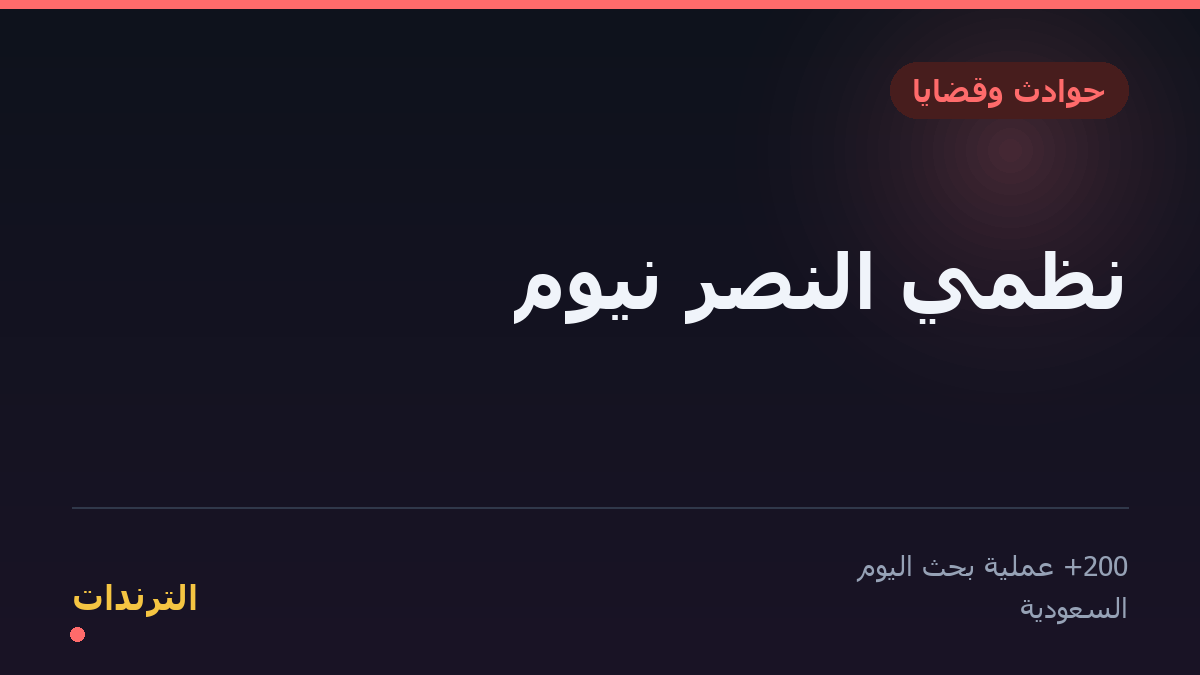 حوادث وقضايا
نظمي النصر نيوم
200+ عملية بحث اليوم
السعودية
الترندات